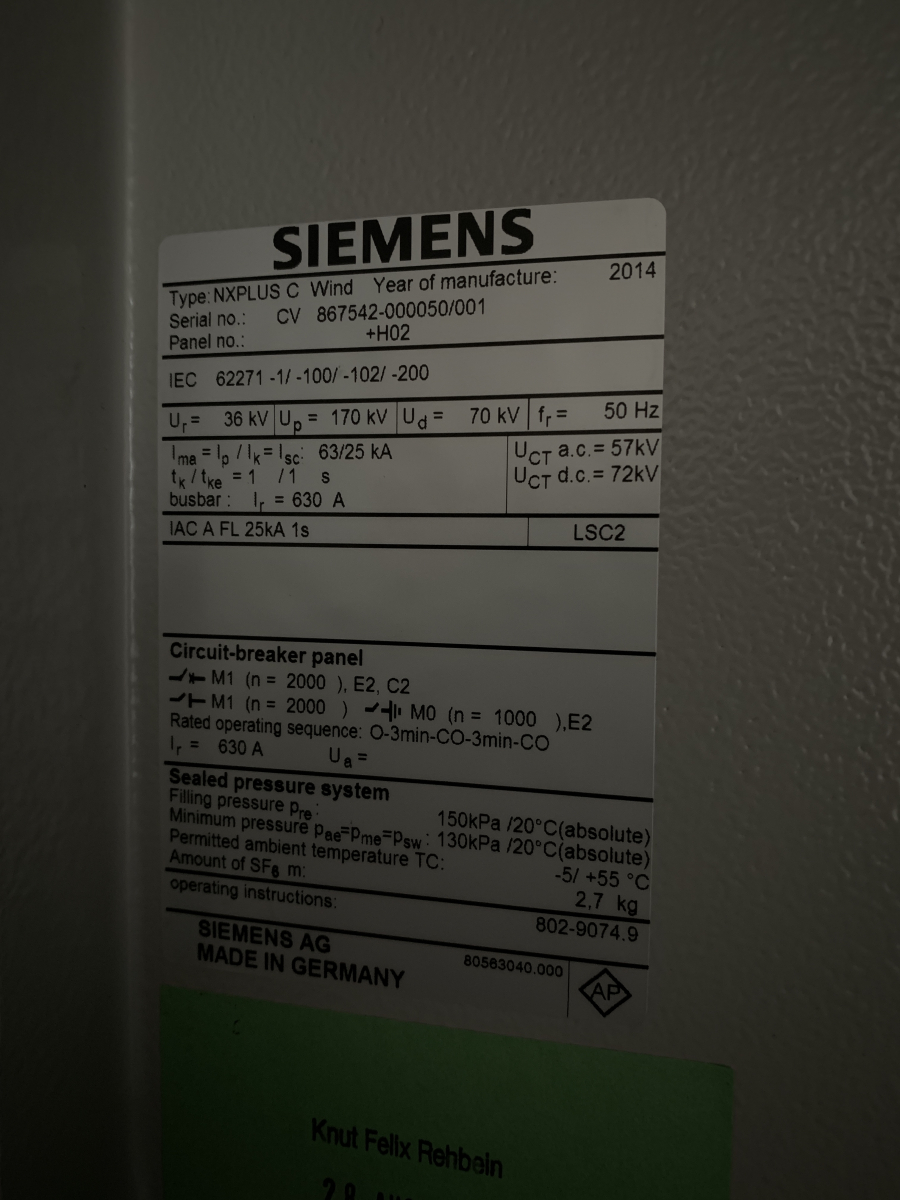 SIEMENS
Type: NXPLUS C Wind Year of manufacture: 2014
Serial no.: CV 867542-000050/001
Panel no.: +H02
IEC 62271 -1/ -100/ -102/ -200
Ur = 36 kV Up = 170 kV Ud = 70 kV fr = 50 Hz
Ima = Ip / Ik = Isc: 63/25 kA UCT a.c.= 57kV
tk / tke = 1 / 1 s UCT d.c.= 72kV
busbar : Ir = 630 A
IAC A FL 25kA 1s LSC2
Circuit-breaker panel
M1 (n = 2000 ), E2, C2
M1 (n = 2000 ) M0 (n = 1000 ),E2
Rated operating sequence: O-3min-CO-3min-CO
Ir = 630 A Ua =
Sealed pressure system
Filling pressure pre : 150kPa /20°C(absolute)
Minimum pressure pae=pme=psw : 130kPa /20°C(absolute)
Permitted ambient temperature TC: -5/ +55 °C
Amount of SF6 m: 2,7 kg
operating instructions: 802-9074.9
SIEMENS AG
MADE IN GERMANY 80563040.000 AP
Knut Felix Rehbein